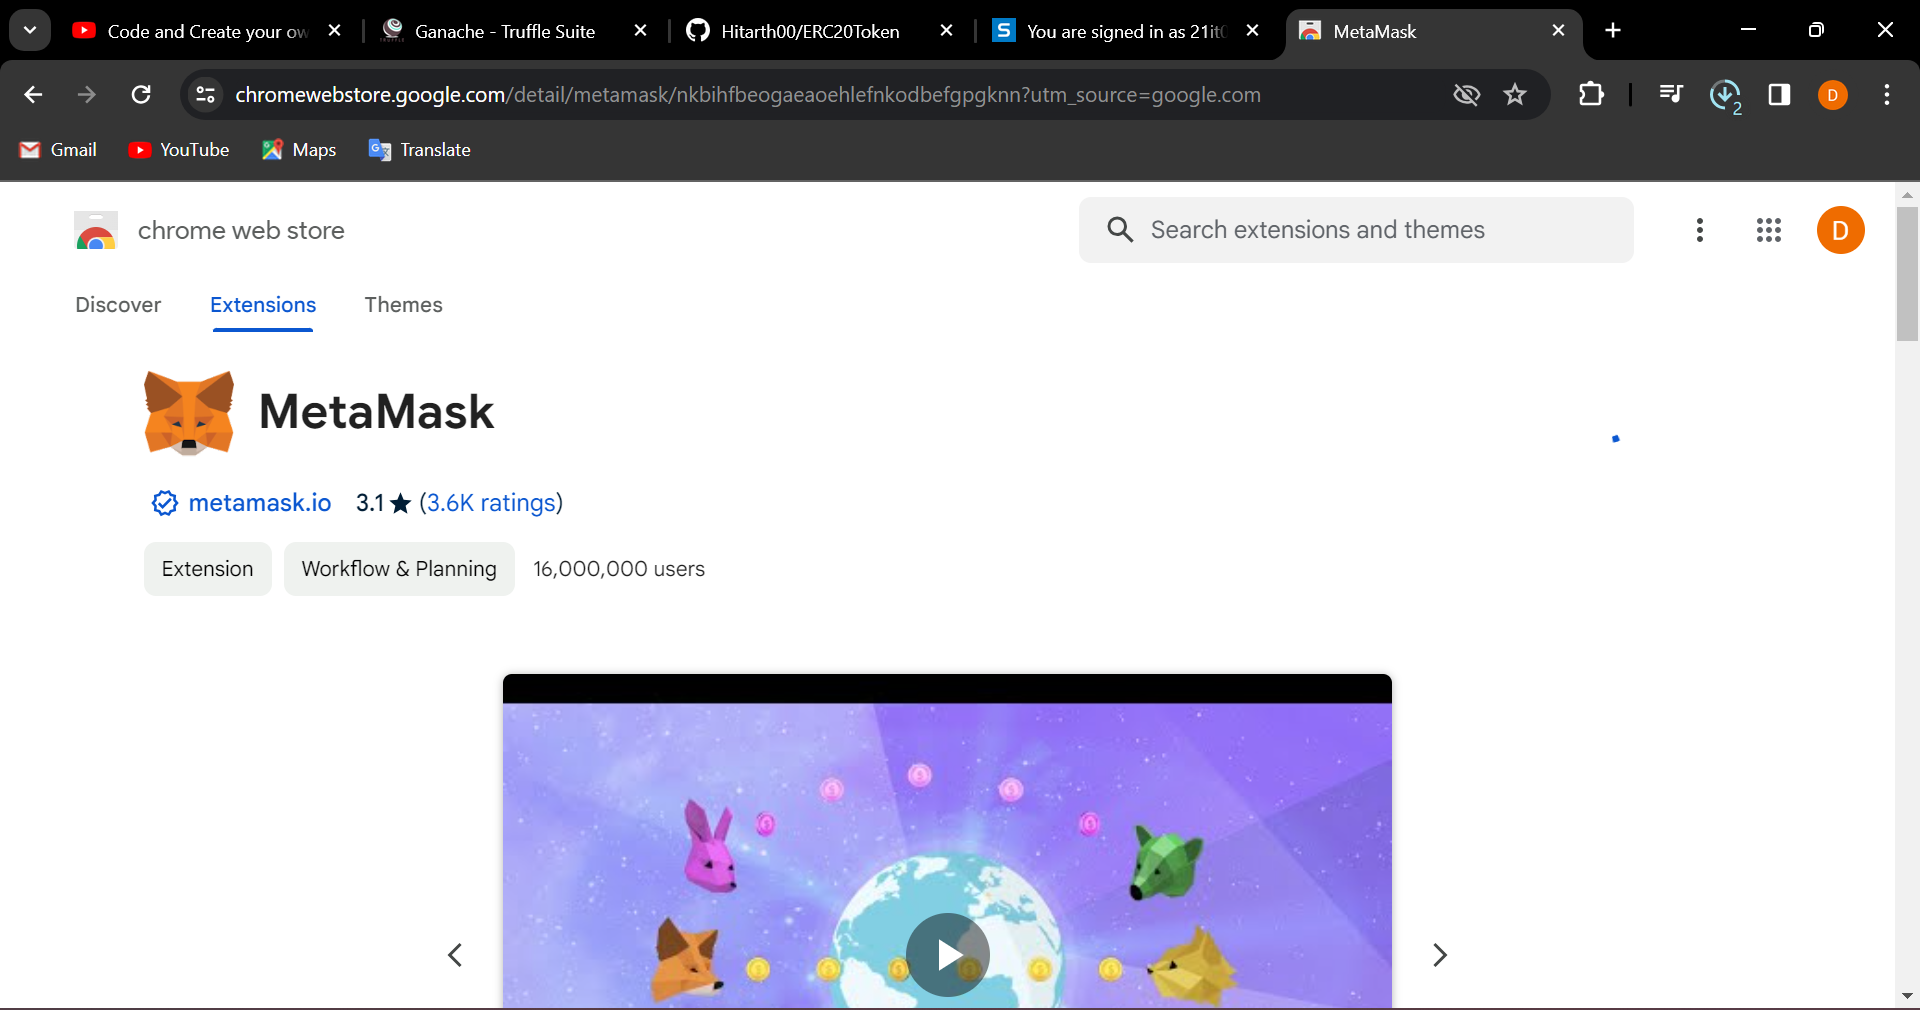 Code and Create your ow
Ganache - Truffle Suite
Hitarth00/ERC20Token
S
You are signed in as 21it0
MetaMask
chromewebstore.google.com/detail/metamask/nkbihfbeogaeaoehlefnkodbefgpgknn?utm_source=google.com
2
D
Gmail
YouTube
Maps
Translate
chrome web store
Search extensions and themes
D
Discover
Extensions
Themes
MetaMask
metamask.io 3.1★ (3.6K ratings)
Extension
Workflow & Planning
16,000,000 users